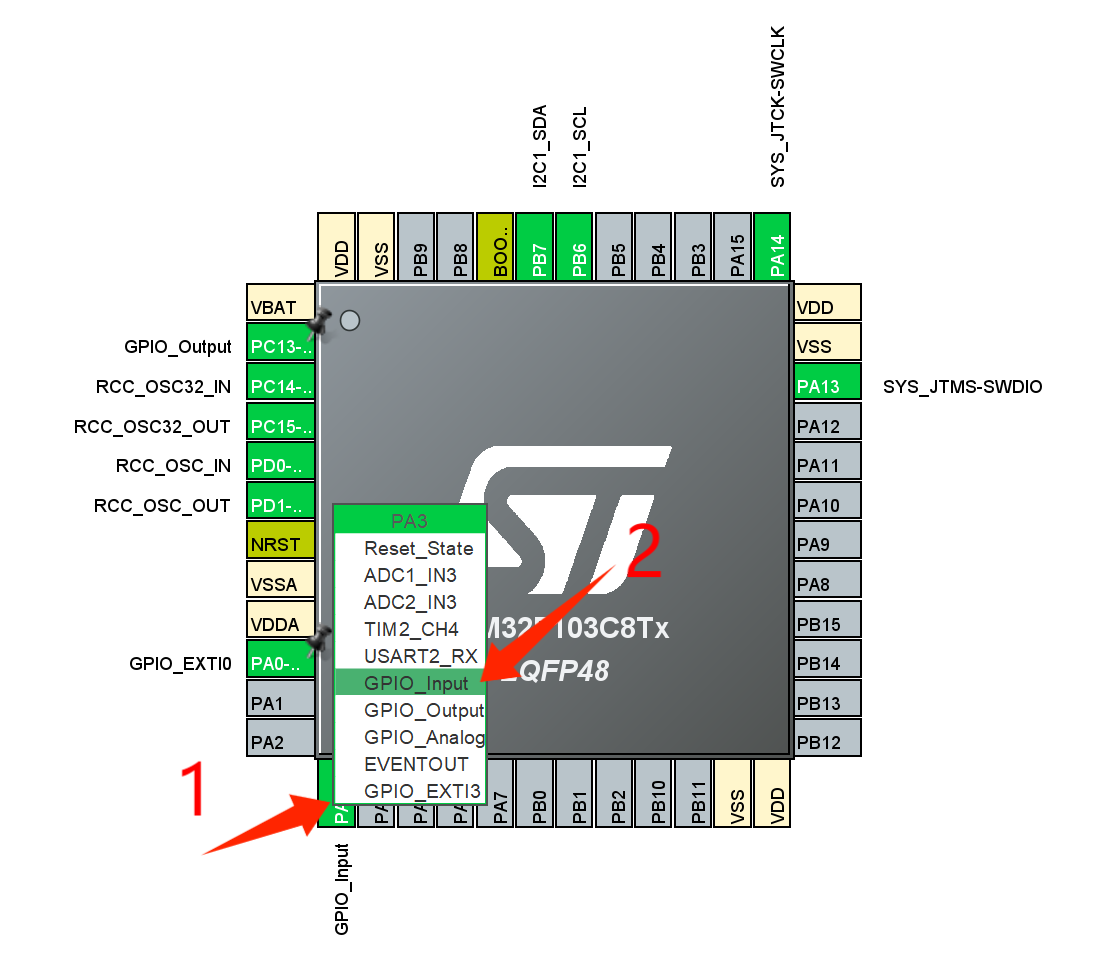 SYS_JTCK-SWCLK
I2C1_SDA
I2C1_SCL
VDD
VSS
PB9
PB8
BOO..
PB7
PB6
PB5
PB4
PB3
PA15
PA14
VBAT
VDD
GPIO_Output
PC13-..
VSS
RCC_OSC32_IN
PC14-..
PA13
SYS_JTMS-SWDIO
RCC_OSC32_OUT
PC15-..
PA12
RCC_OSC_IN
PD0-..
PA11
RCC_OSC_OUT
PD1-..
PA10
NRST
PA9
VSSA
PA8
VDDA
PB15
GPIO_EXTI0
PA0-..
PB14
PA1
PB13
PA2
PB12
PA3
Reset_State
ADC1_IN3
ADC2_IN3
TIM2_CH4
USART2_RX
GPIO_Input
GPIO_Output
GPIO_Analog
EVENTOUT
GPIO_EXTI3
ST
2
103C8Tx
QFP48
1
PA7
PB0
PB1
PB2
PB10
PB11
VSS
VDD
GPIO_Input